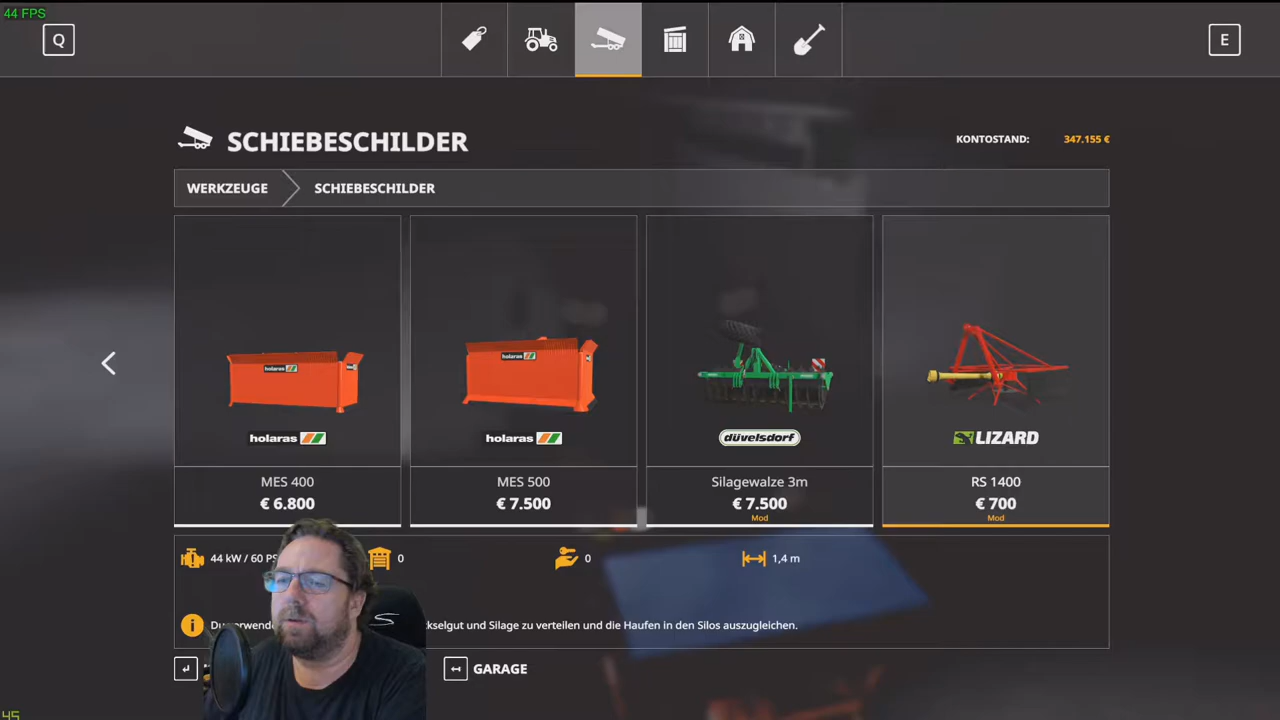 44 FPS
Q
E
SCHIEBESCHILDER
KONTOSTAND: 347.155 €
WERKZEUGE SCHIEBESCHILDER
holaras
holaras
holaras
holaras
düvelsdorf
LIZARD
MES 400
€ 6.800
MES 500
€ 7.500
Silagewalze 3m
€ 7.500
Mod
RS 1400
€ 700
Mod
44 kW / 60 PS
0
0
1,4 m
und Silage zu verteilen und die Haufen in den Silos auszugleichen.
GARAGE
45